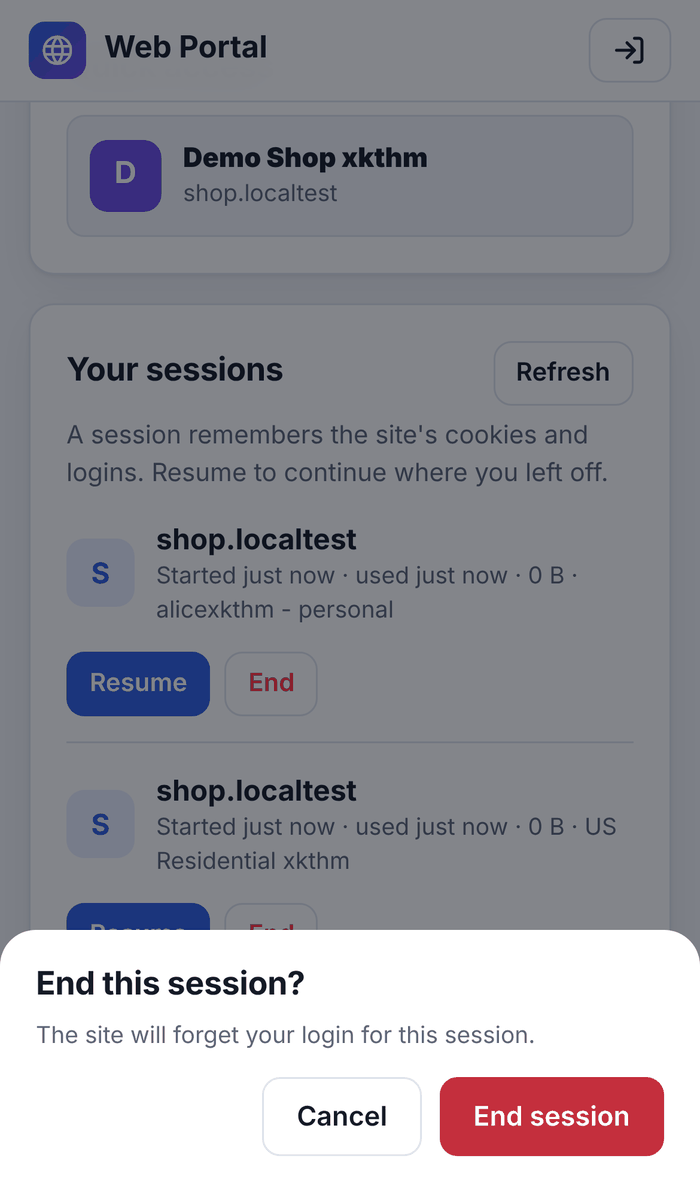 Web Portal
D
Demo Shop xkthm
shop.localtest
Your sessions
Refresh
A session remembers the site's cookies and
logins. Resume to continue where you left off.
S
shop.localtest
Started just now · used just now · 0 B ·
alicexkthm - personal
Resume
End
S
shop.localtest
Started just now · used just now · 0 B · US
Residential xkthm
Resume
End
End this session?
The site will forget your login for this session.
Cancel
End session